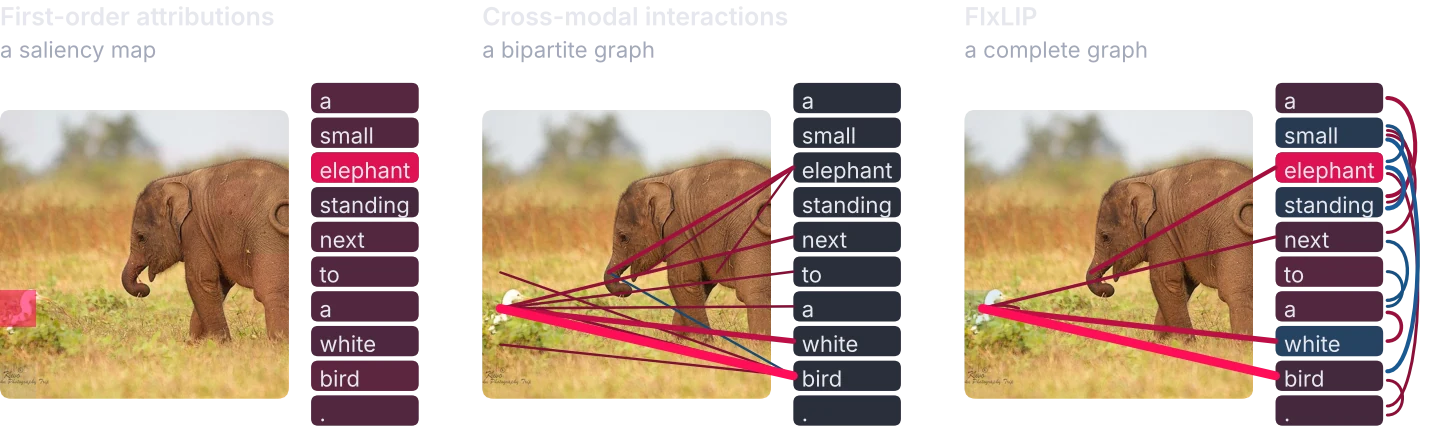 First-order attributions
a saliency map
a
small
elephant
standing
next
to
a
white
bird
.
Cross-modal interactions
a bipartite graph
a
small
elephant
standing
next
to
a
white
bird
.
FIxLIP
a complete graph
a
small
elephant
standing
next
to
a
white
bird
.